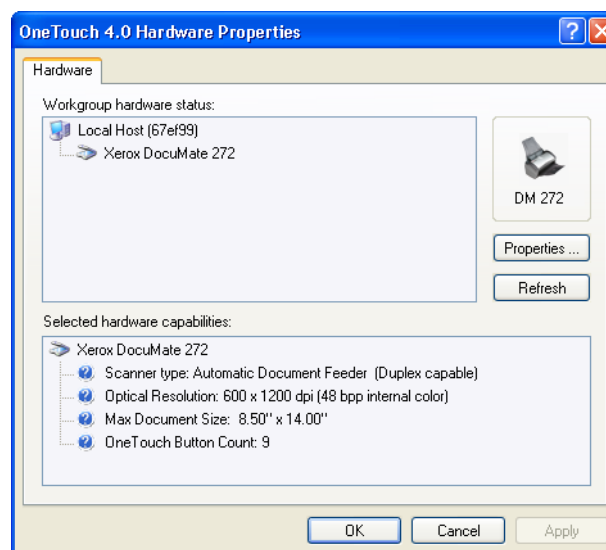 OneTouch 4.0 Hardware Properties
Hardware
Workgroup hardware status:
Local Host (67ef99)
Xerox DocuMate 272
DM 272
Properties ...
Refresh
Selected hardware capabilities:
Xerox DocuMate 272
Scanner type: Automatic Document Feeder (Duplex capable)
Optical Resolution: 600 x 1200 dpi (48 bpp internal color)
Max Document Size: 8.50" x 14.00"
OneTouch Button Count: 9
OK Cancel Apply